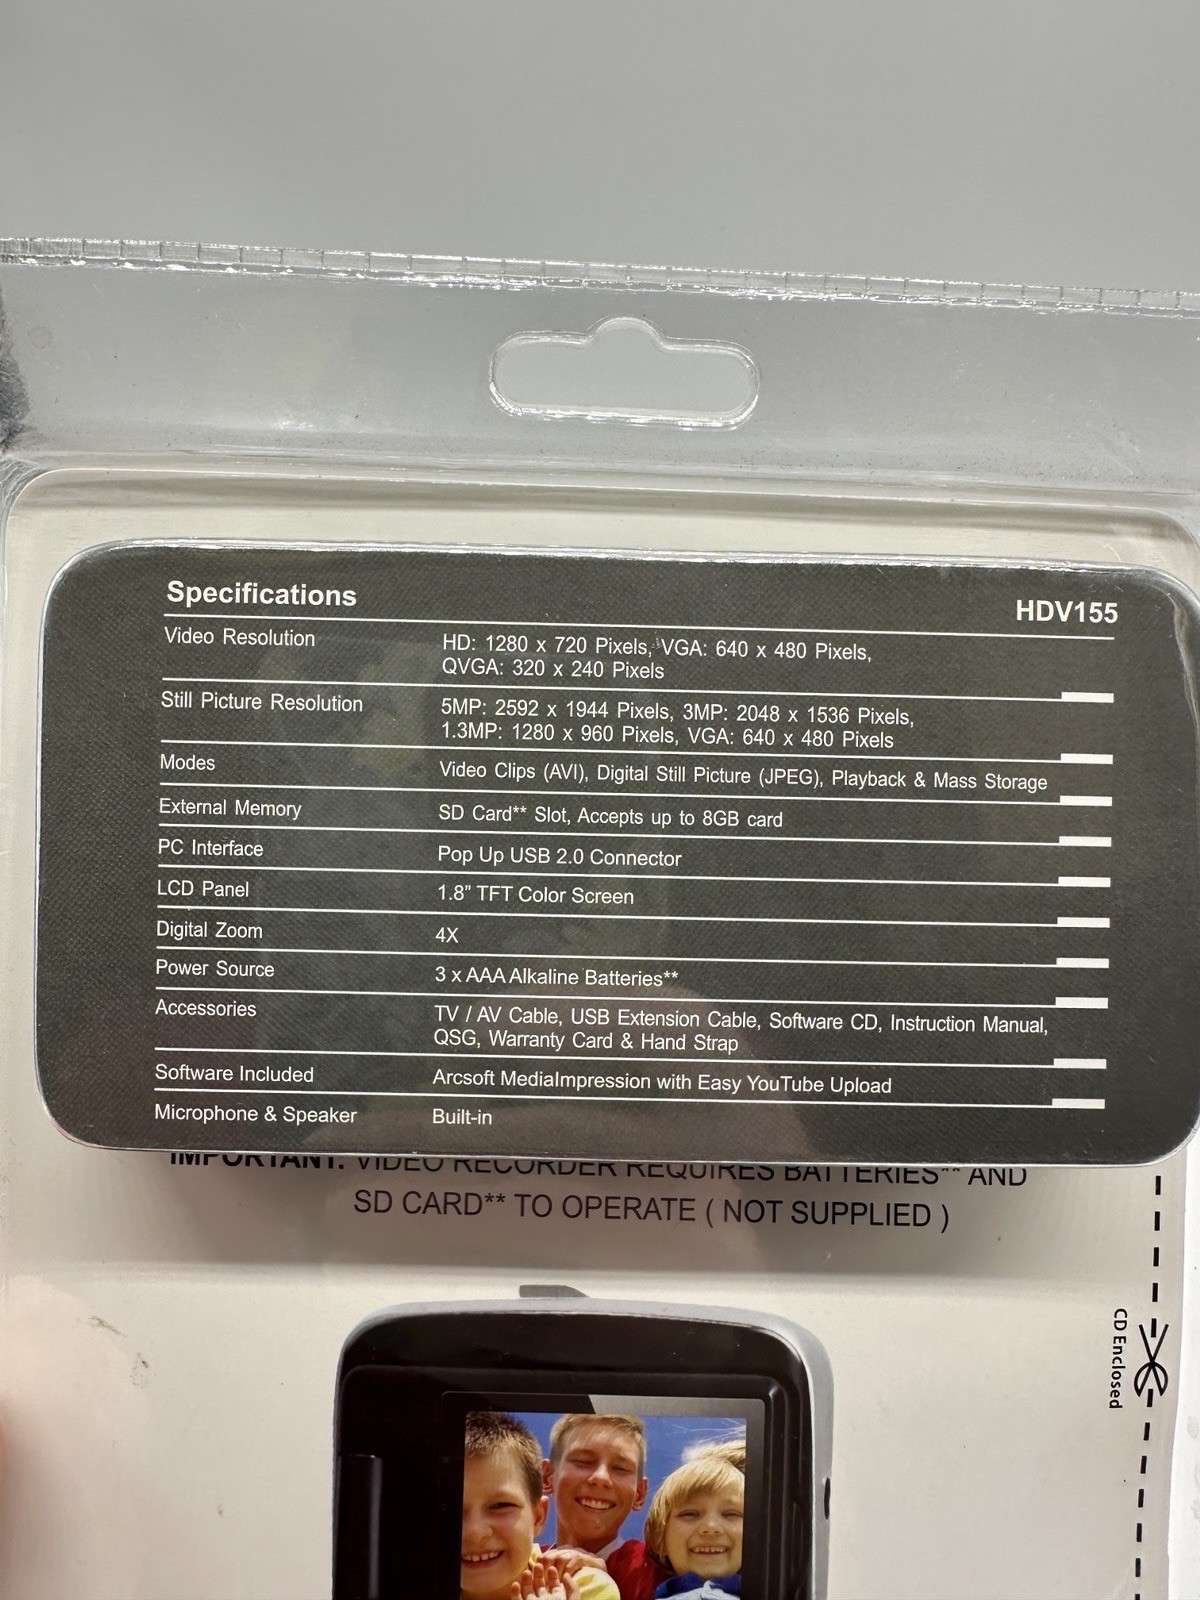 Specifications
HDV155
Video Resolution
HD: 1280 x 720 Pixels, VGA: 640 x 480 Pixels,
QVGA: 320 x 240 Pixels
Still Picture Resolution
5MP: 2592 x 1944 Pixels, 3MP: 2048 x 1536 Pixels,
1.3MP: 1280 x 960 Pixels, VGA: 640 x 480 Pixels
Modes
Video Clips (AVI), Digital Still Picture (JPEG), Playback & Mass Storage
External Memory
SD Card** Slot, Accepts up to 8GB card
PC Interface
Pop Up USB 2.0 Connector
LCD Panel
1.8” TFT Color Screen
Digital Zoom
4X
Power Source
3 x AAA Alkaline Batteries**
Accessories
TV / AV Cable, USB Extension Cable, Software CD, Instruction Manual,
QSG, Warranty Card & Hand Strap
Software Included
Arcsoft MediaImpression with Easy YouTube Upload
Microphone & Speaker
Built-in
IMPORTANT: VIDEO RECORDER REQUIRES BATTERIES** AND
SD CARD** TO OPERATE ( NOT SUPPLIED )
CD Enclosed